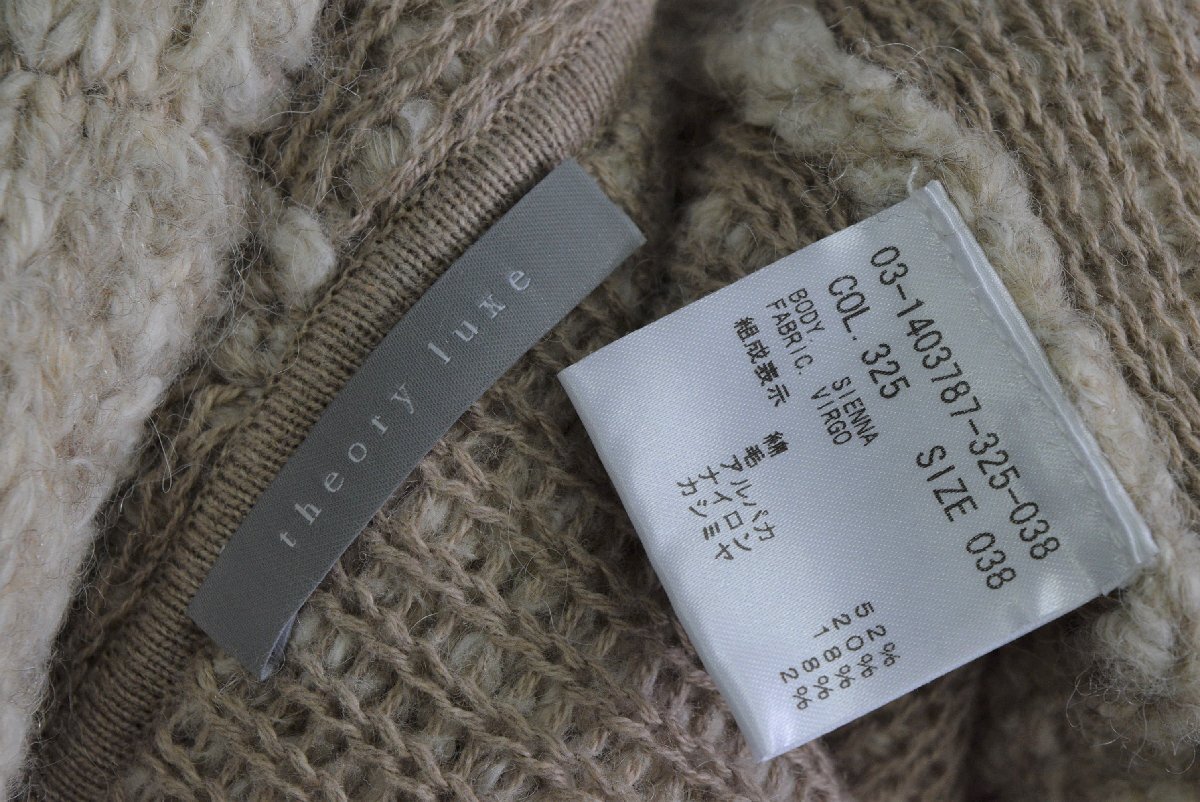 theory luxe
03-1403787-325-038
COL. 325 SIZE 038
BODY SIENNA
FABRIC. VIRGO
組成表示 綿 52%
毛 20%
アルパカ 18%
ナイロン 8%
カシミヤ 2%